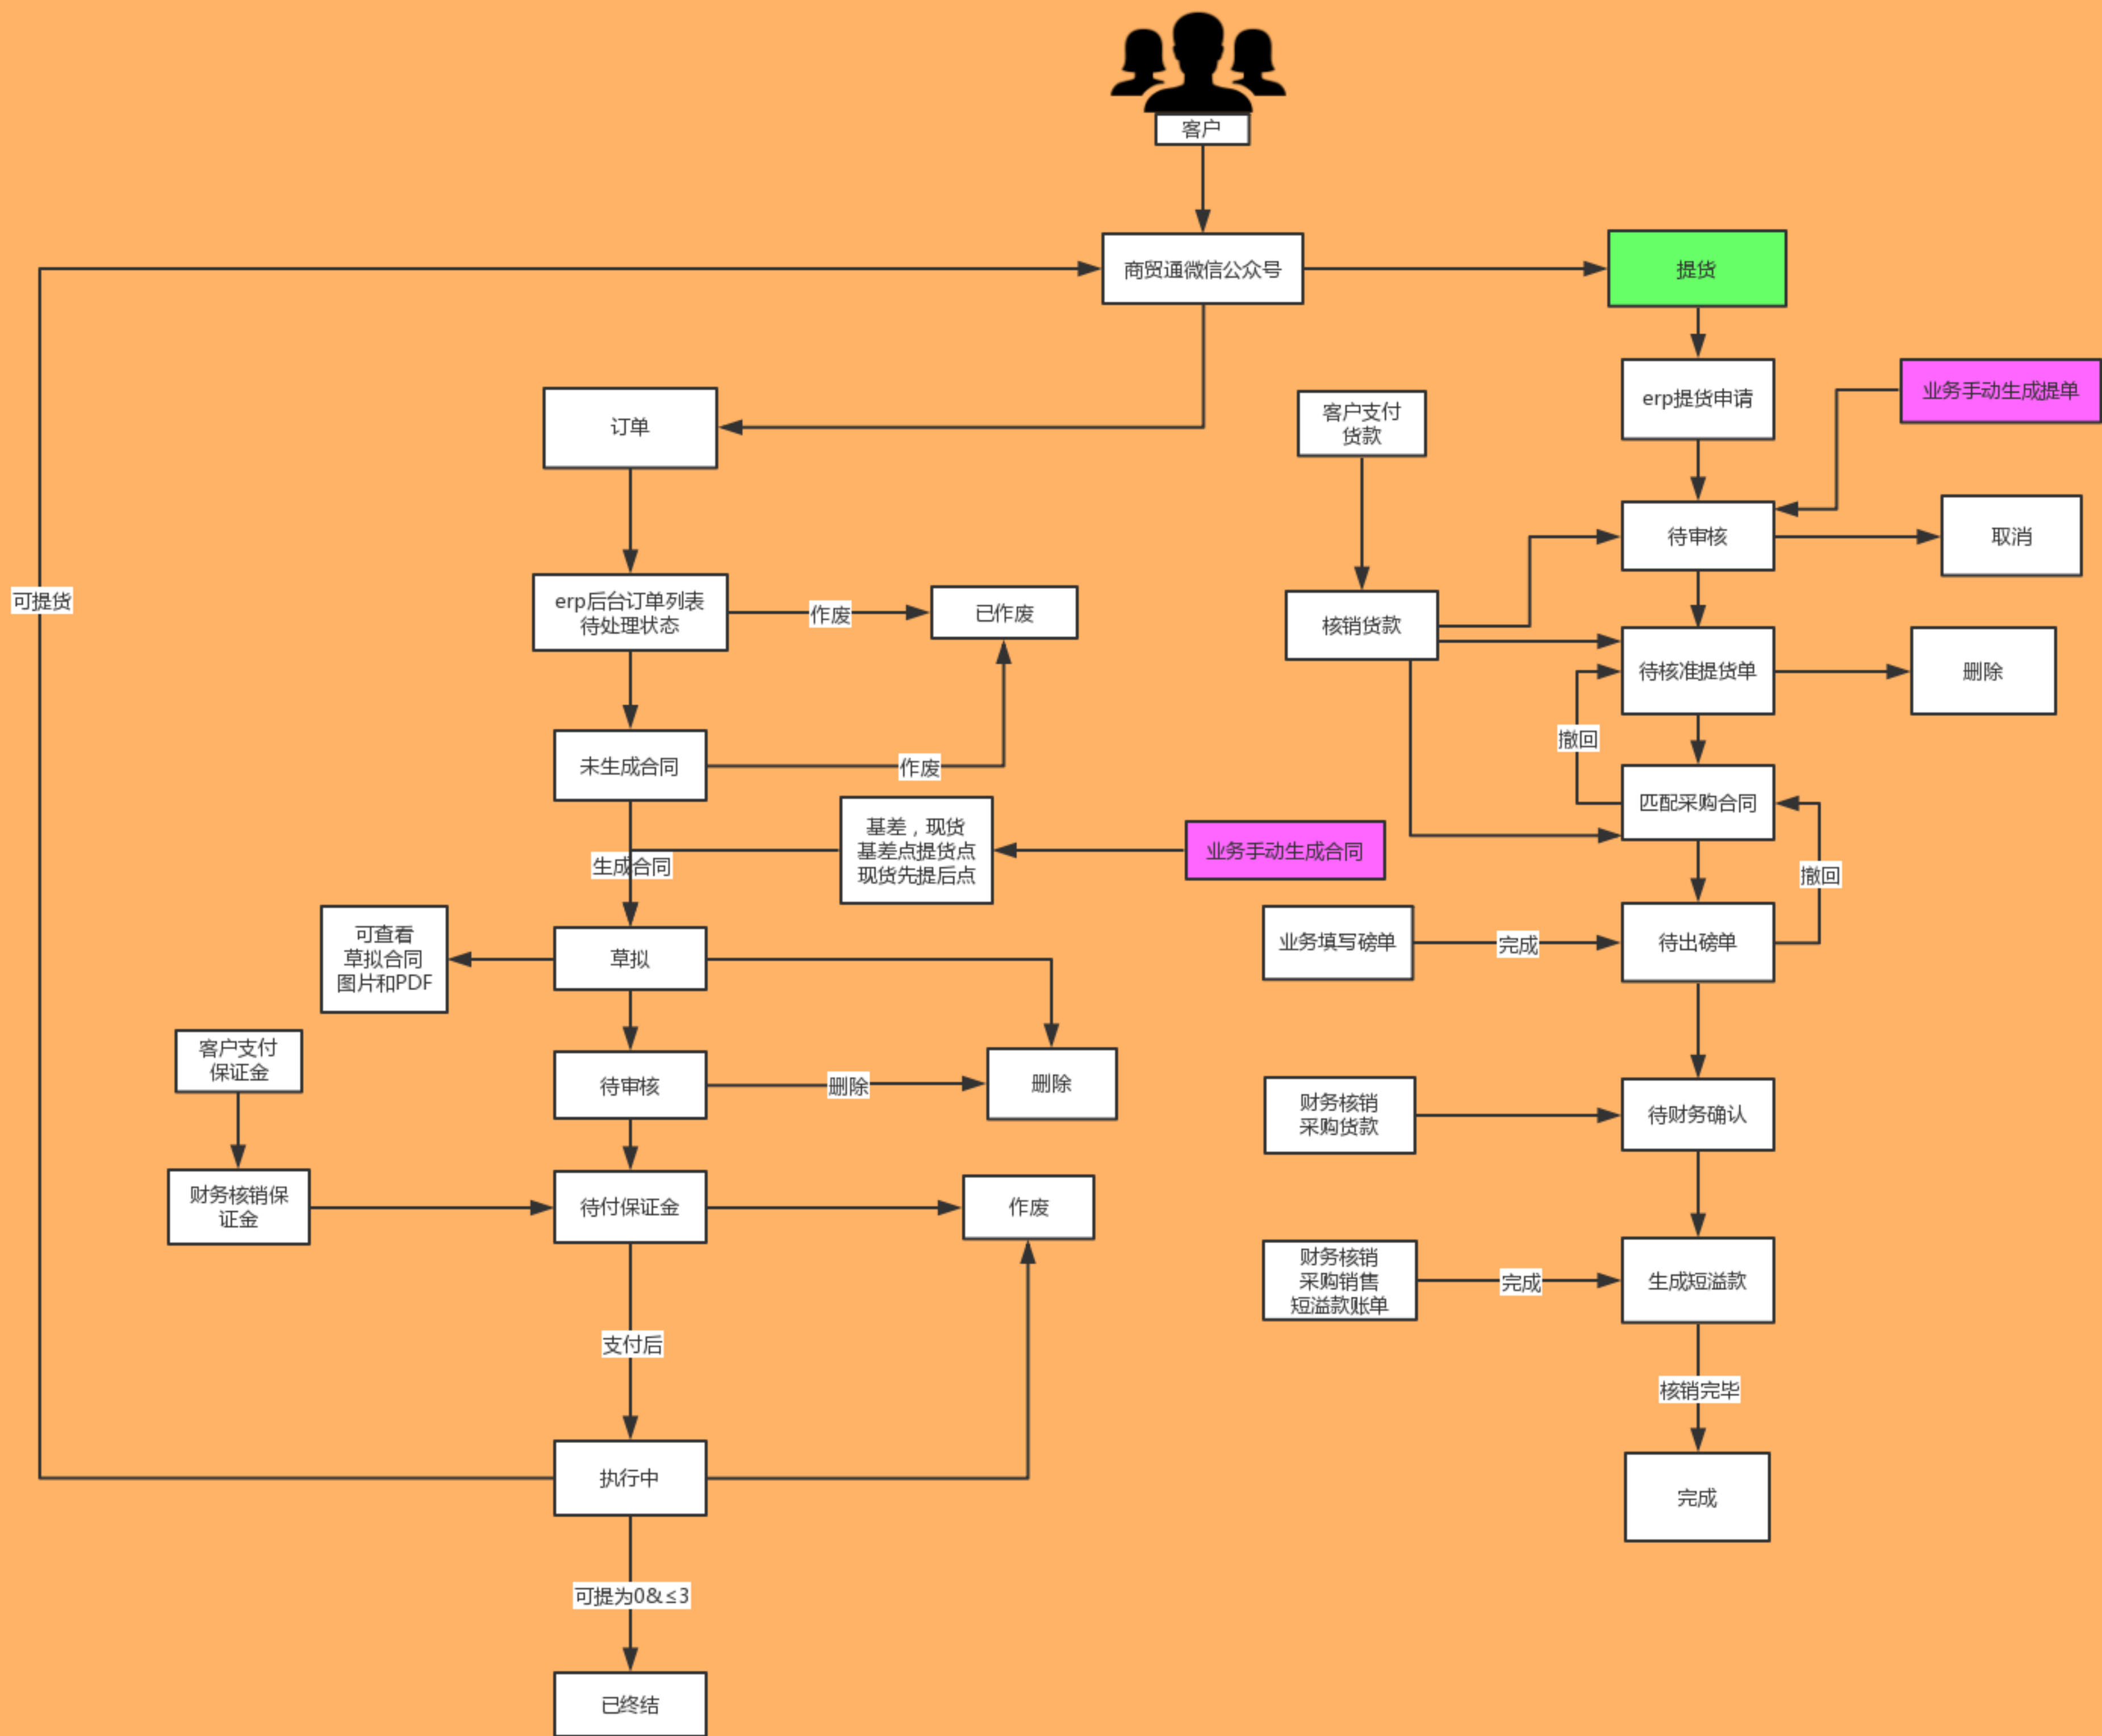 客户
商贸通微信公众号
提货
订单
客户支付
货款
erp提货申请
业务手动生成提单
待审核
取消
可提货
erp后台订单列表
待处理状态
作废
已作废
核销货款
待核准提货单
删除
撤回
未生成合同
作废
匹配采购合同
基差，现货
基差点提货点
现货先提后点
业务手动生成合同
生成合同
撤回
可查看
草拟合同
图片和PDF
草拟
业务填写磅单
完成
待出磅单
客户支付
保证金
待审核
删除
删除
财务核销
采购货款
待财务确认
财务核销保
证金
待付保证金
作废
财务核销
采购销售
短溢款账单
完成
生成短溢款
支付后
核销完毕
执行中
完成
可提为0&≤3
已终结